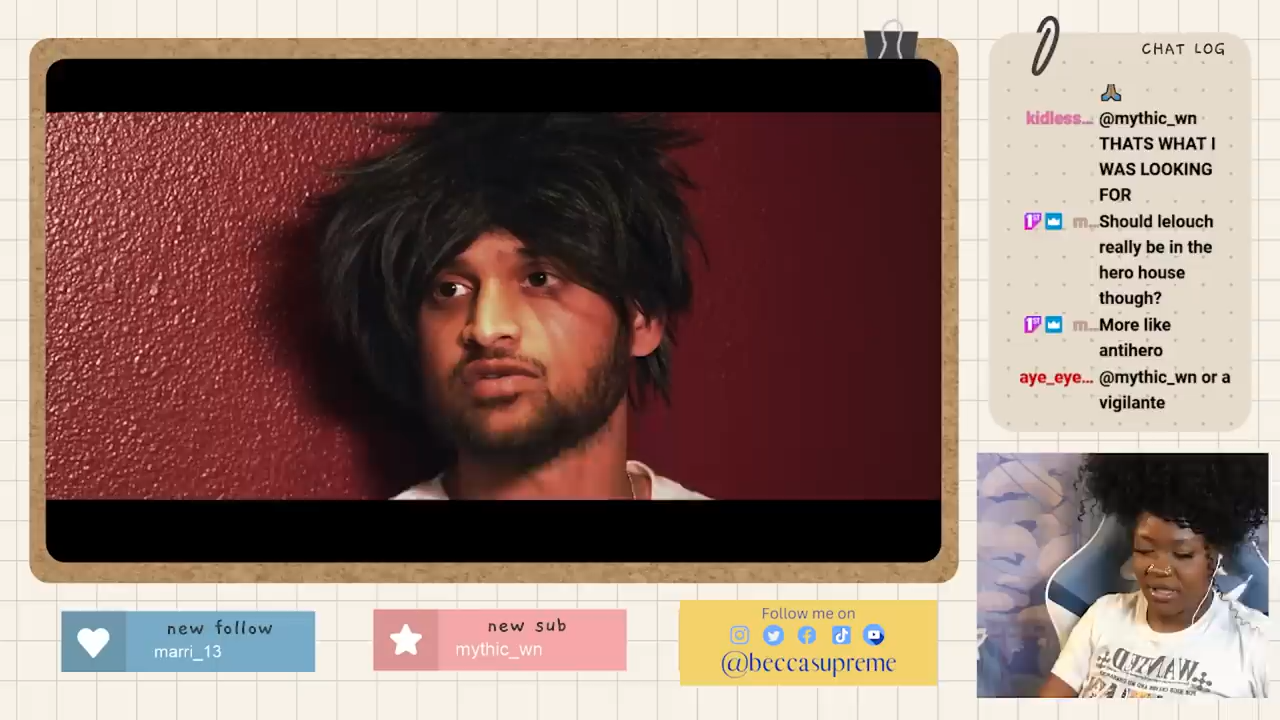 CHAT LOG
kidless… @mythic_wn
THATS WHAT I
WAS LOOKING
FOR
m… Should lelouch
really be in the
hero house
though?
m… More like
antihero
aye_eye… @mythic_wn or a
vigilante
new follow
marri_13
new sub
mythic_wn
Follow me on
@beccasupreme
WANTED